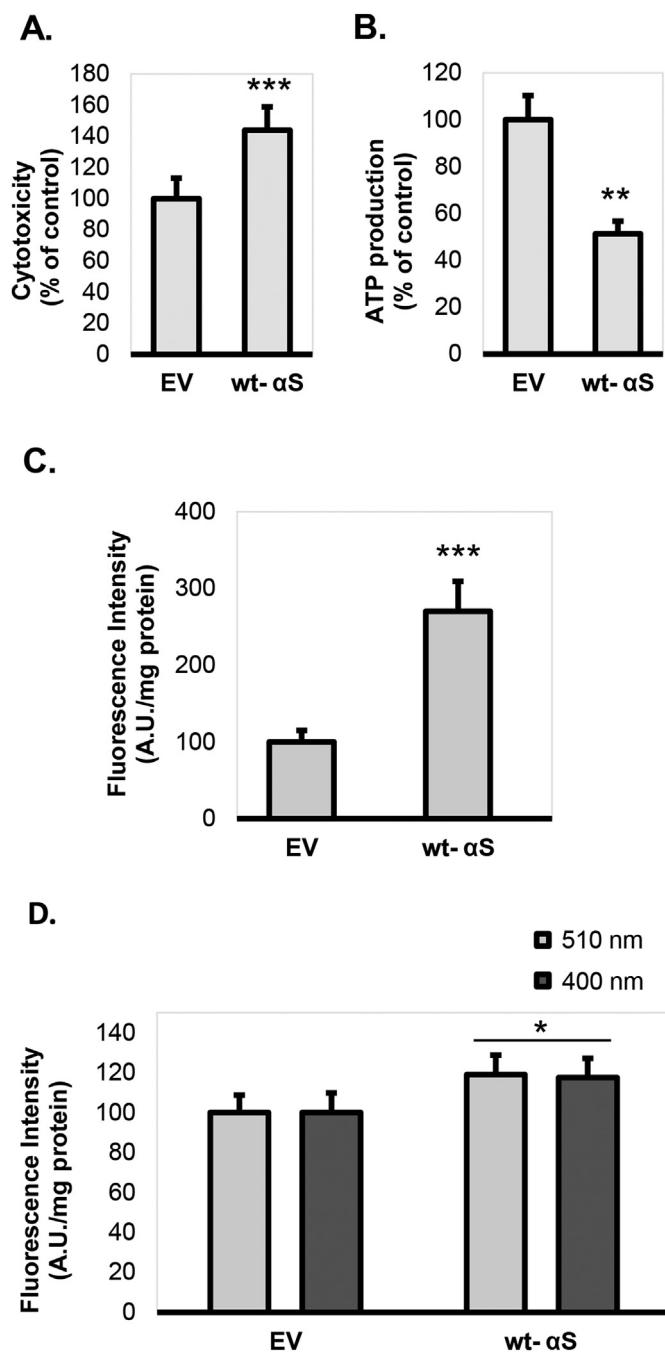 A.
Cytotoxicity
(% of control)
180
160
140
120
100
80
60
40
20
0
***
EV
wt- αS
B.
ATP production
(% of control)
120
100
80
60
40
20
0
**
EV
wt- αS
C.
Fluorescence Intensity
(A.U./mg protein)
400
300
200
100
0
***
EV
wt- αS
D.
510 nm
400 nm
Fluorescence Intensity
(A.U./mg protein)
140
120
100
80
60
40
20
0
*
EV
wt- αS